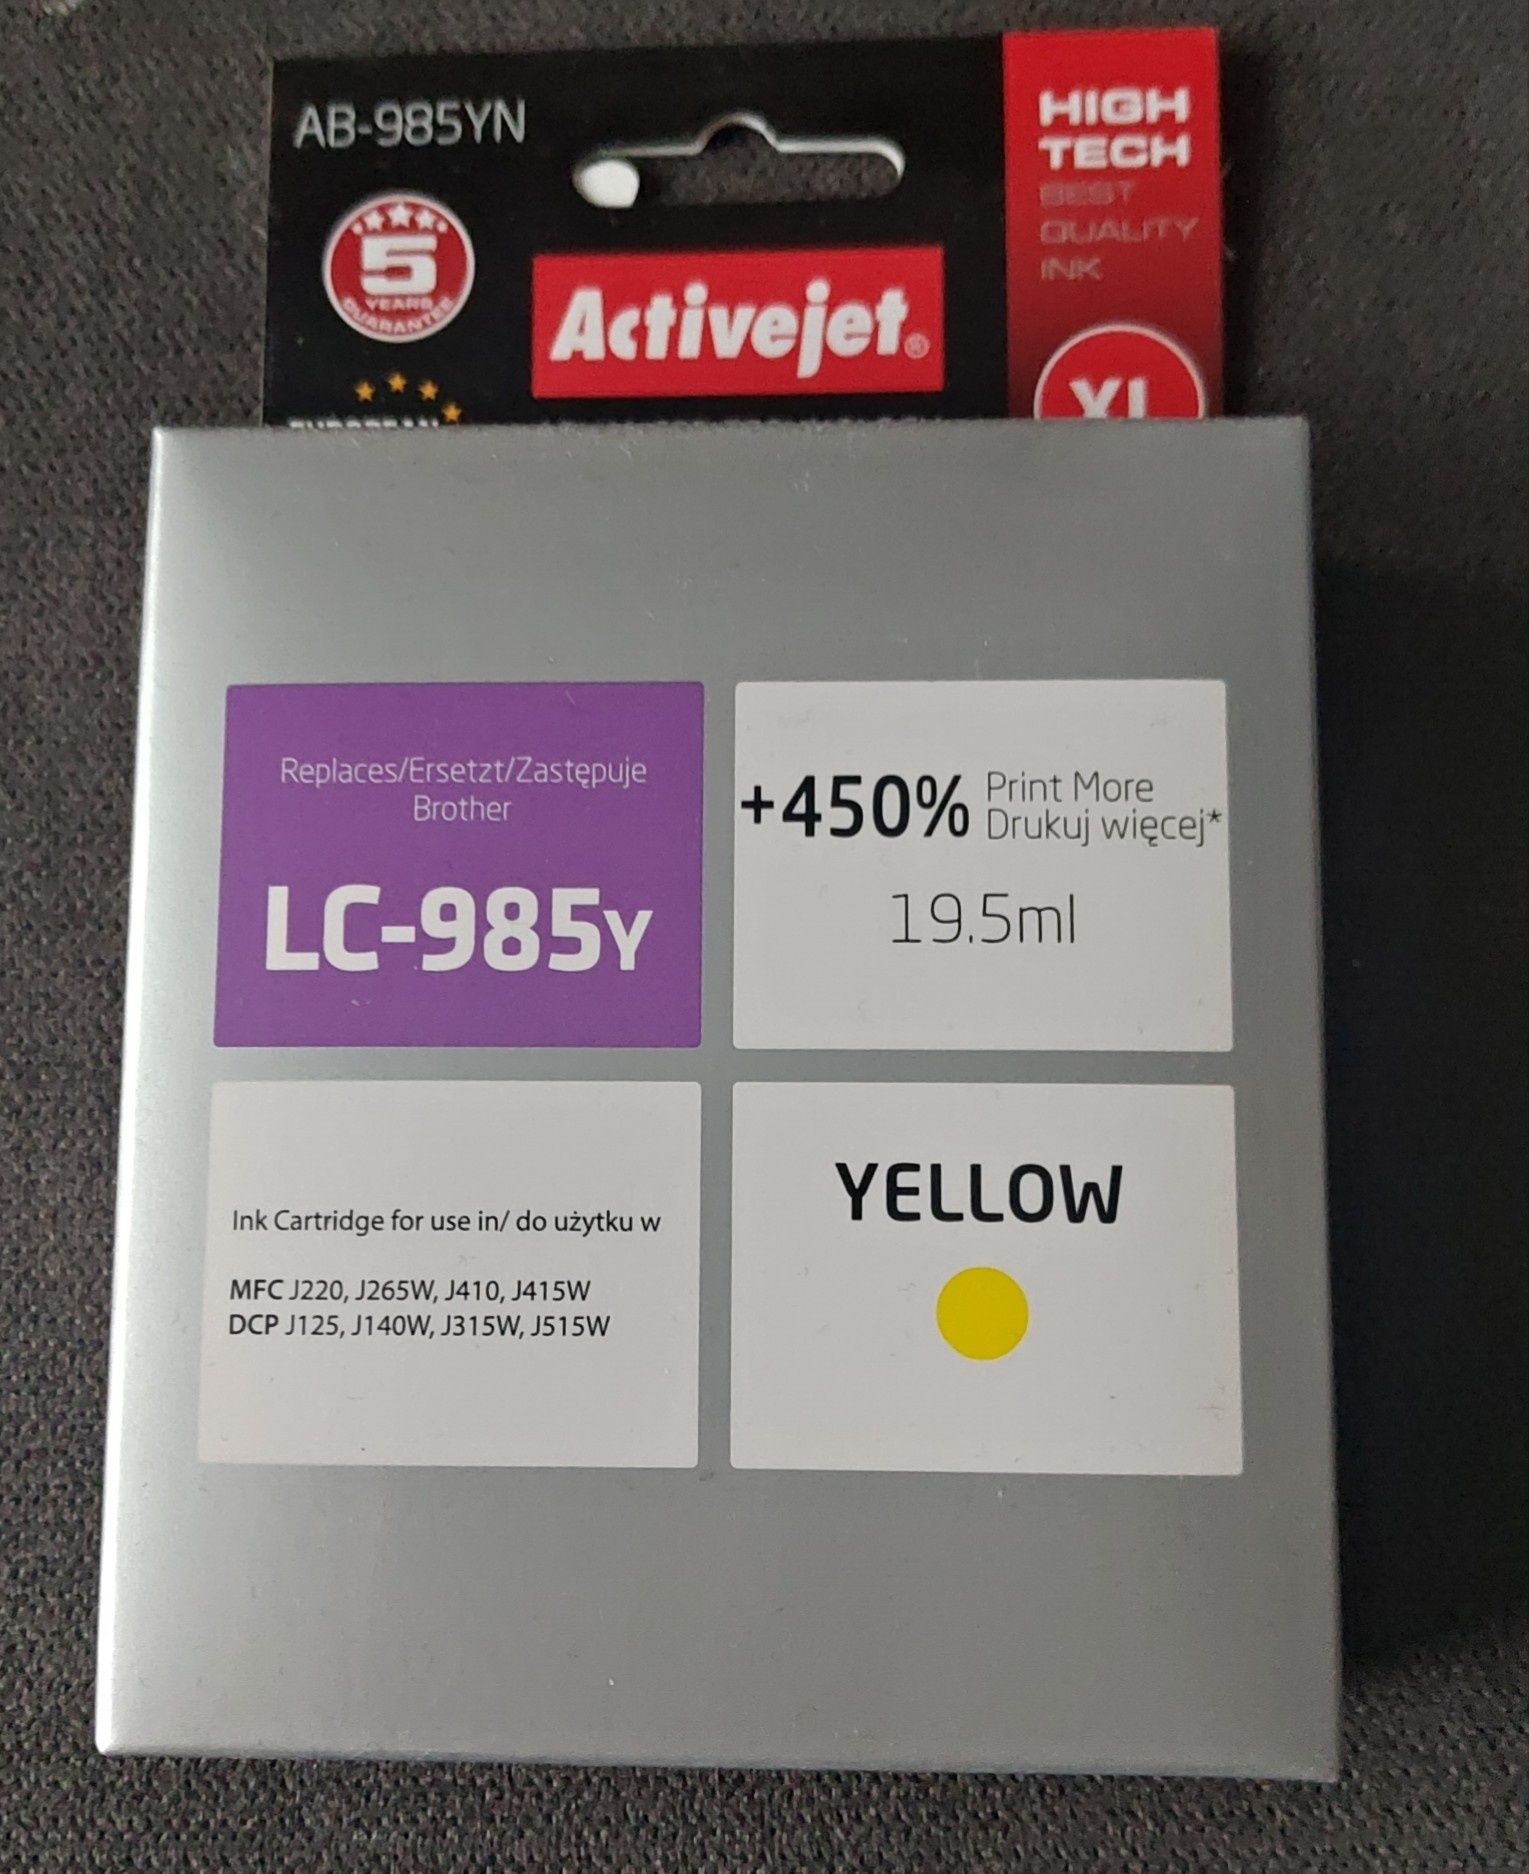 AB-985YN
HIGH
TECH
BEST
QUALITY
INK
5
YEARS
GUARANTEE
Activejet®
XL
EUROPEAN
Replaces/Ersetzt/Zastępuje
Brother
LC-985Y
+450% Print More
Drukuj więcej*
19.5ml
Ink Cartridge for use in/ do użytku w
MFC J220, J265W, J410, J415W
DCP J125, J140W, J315W, J515W
YELLOW